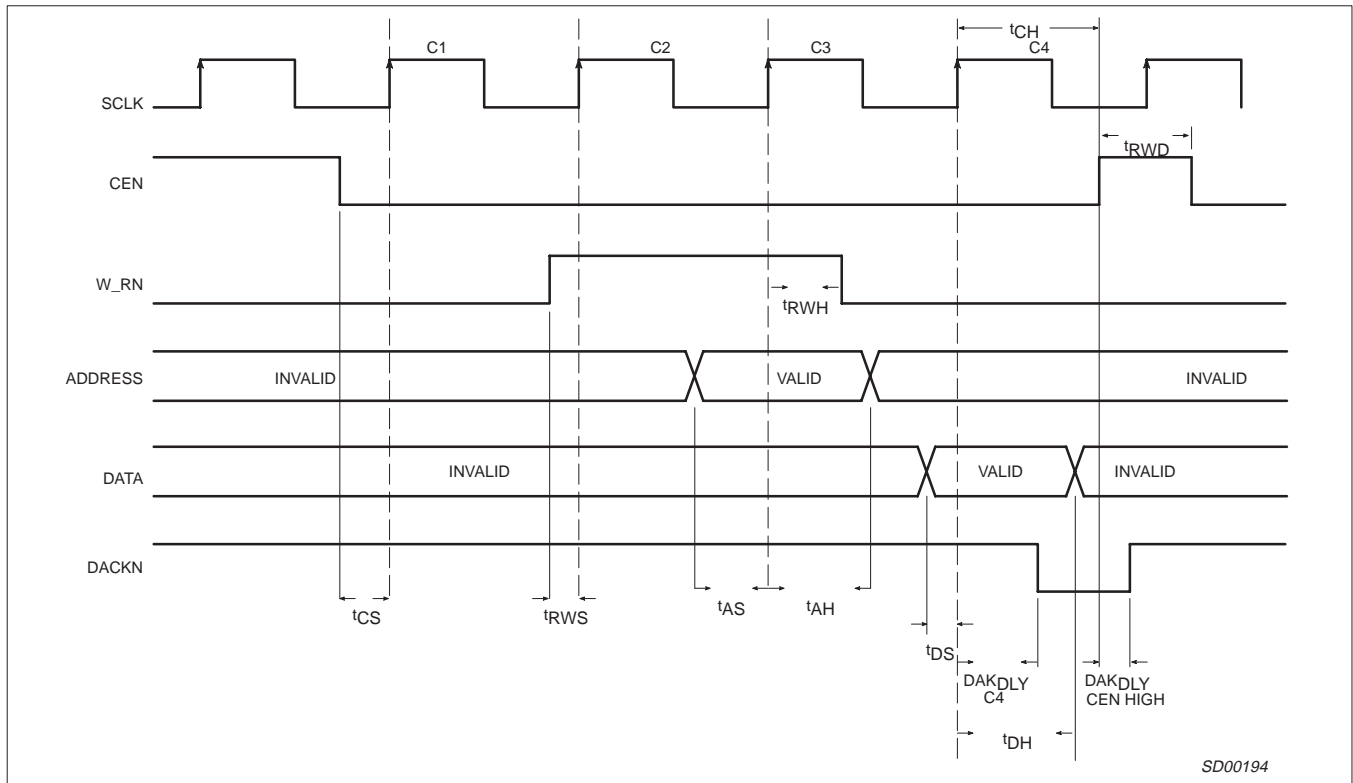 tCH
C1 C2 C3 C4
SCLK
tRWD
CEN
W_RN
tRWH
ADDRESS INVALID VALID INVALID
DATA INVALID VALID INVALID
DACKN
tCS tRWS tAS tAH
tDS
DAKDLY DAKDLY
C4 CEN HIGH
tDH
SD00194